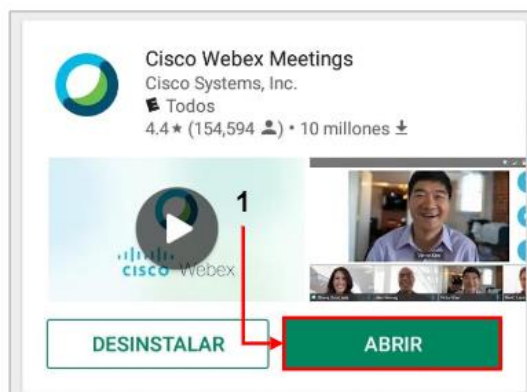 Cisco Webex Meetings
Cisco Systems, Inc.
E Todos
4.4★ (154,594) • 10 millones
1
CISCO Webex
DESINSTALAR
ABRIR